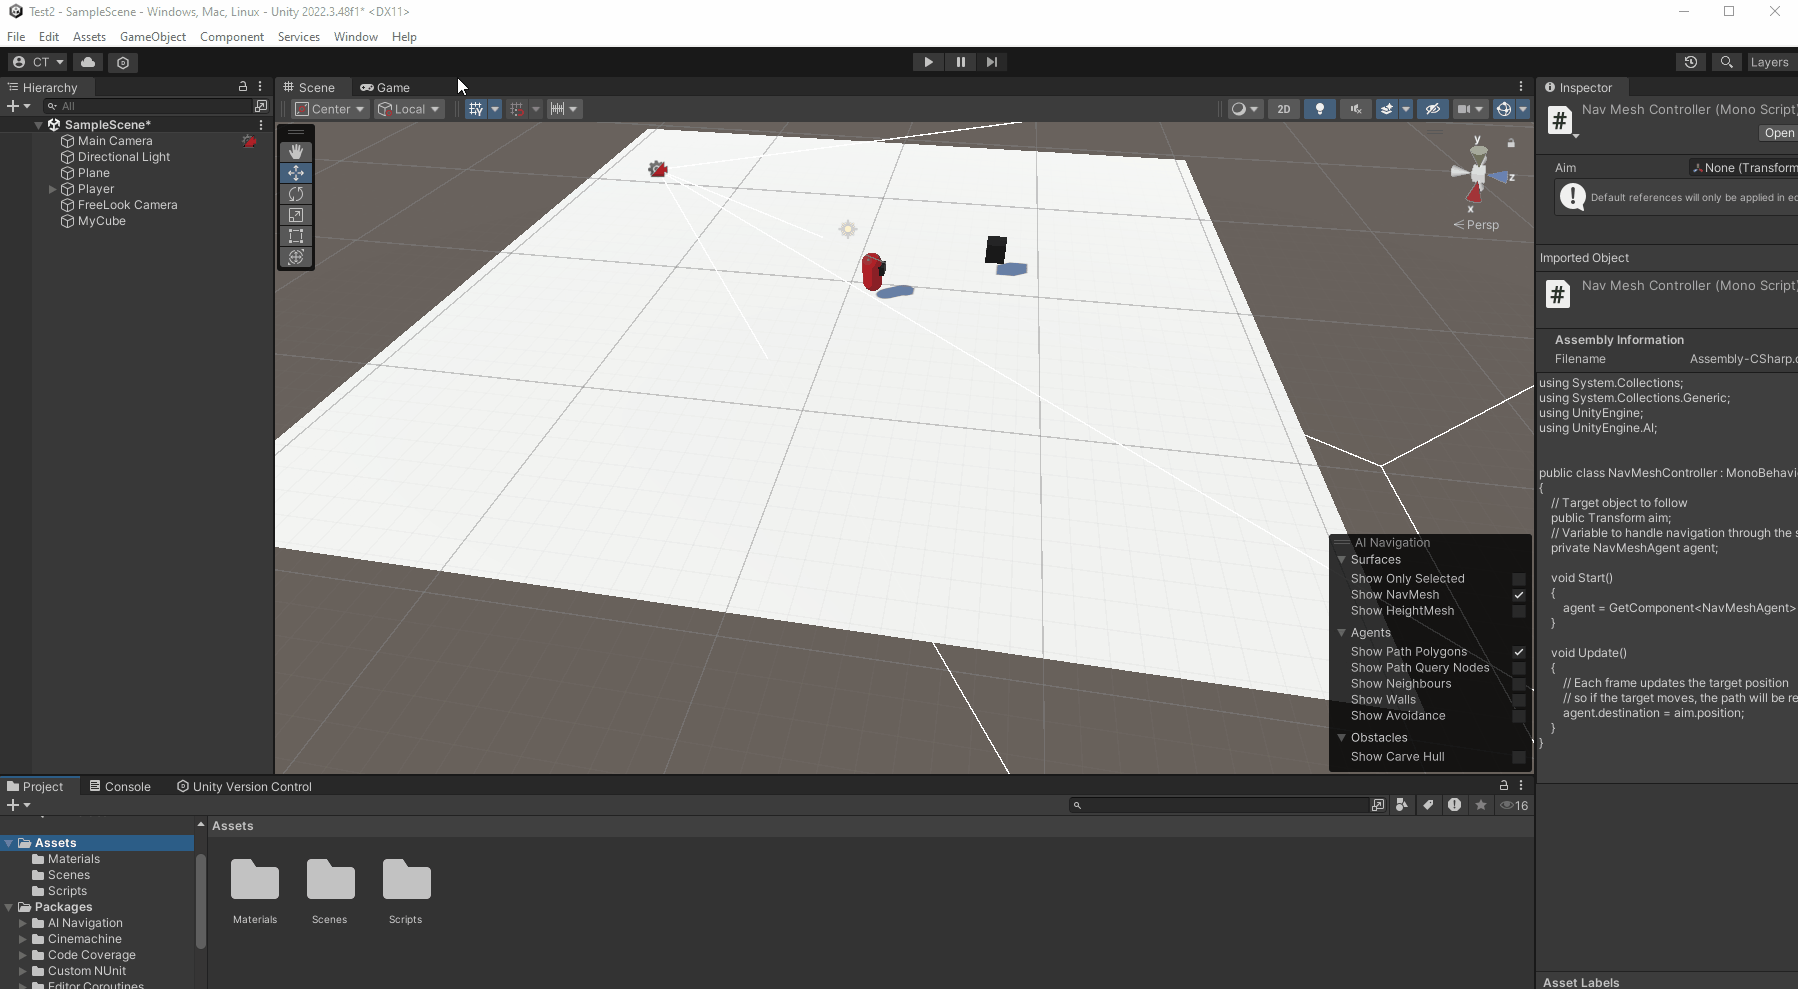 Test2 - SampleScene - Windows, Mac, Linux - Unity 2022.3.48f1* <DX11>
File Edit Assets GameObject Component Services Window Help
CT
Layers
Hierarchy
All
SampleScene*
Main Camera
Directional Light
Plane
Player
FreeLook Camera
MyCube
Scene Game
Center Local
2D
y
z
x
Persp
AI Navigation
Surfaces
Show Only Selected
Show NavMesh
Show HeightMesh
Agents
Show Path Polygons
Show Path Query Nodes
Show Neighbours
Show Walls
Show Avoidance
Obstacles
Show Carve Hull
Inspector
Nav Mesh Controller (Mono Script)
Open
Aim None (Transform
Default references will only be applied in ed
Imported Object
Nav Mesh Controller (Mono Script)
Assembly Information
Filename Assembly-CSharp.
using System.Collections;
using System.Collections.Generic;
using UnityEngine;
using UnityEngine.AI;
public class NavMeshController : MonoBehavi
{
// Target object to follow
public Transform aim;
// Variable to handle navigation through the s
private NavMeshAgent agent;
void Start()
{
agent = GetComponent<NavMeshAgent>
}
void Update()
{
// Each frame updates the target position
// so if the target moves, the path will be re
agent.destination = aim.position;
}
}
Asset Labels
Project Console Unity Version Control
16
Assets
Materials
Scenes
Scripts
Packages
AI Navigation
Cinemachine
Code Coverage
Custom NUnit
Editor Coroutines
Assets
Materials Scenes Scripts